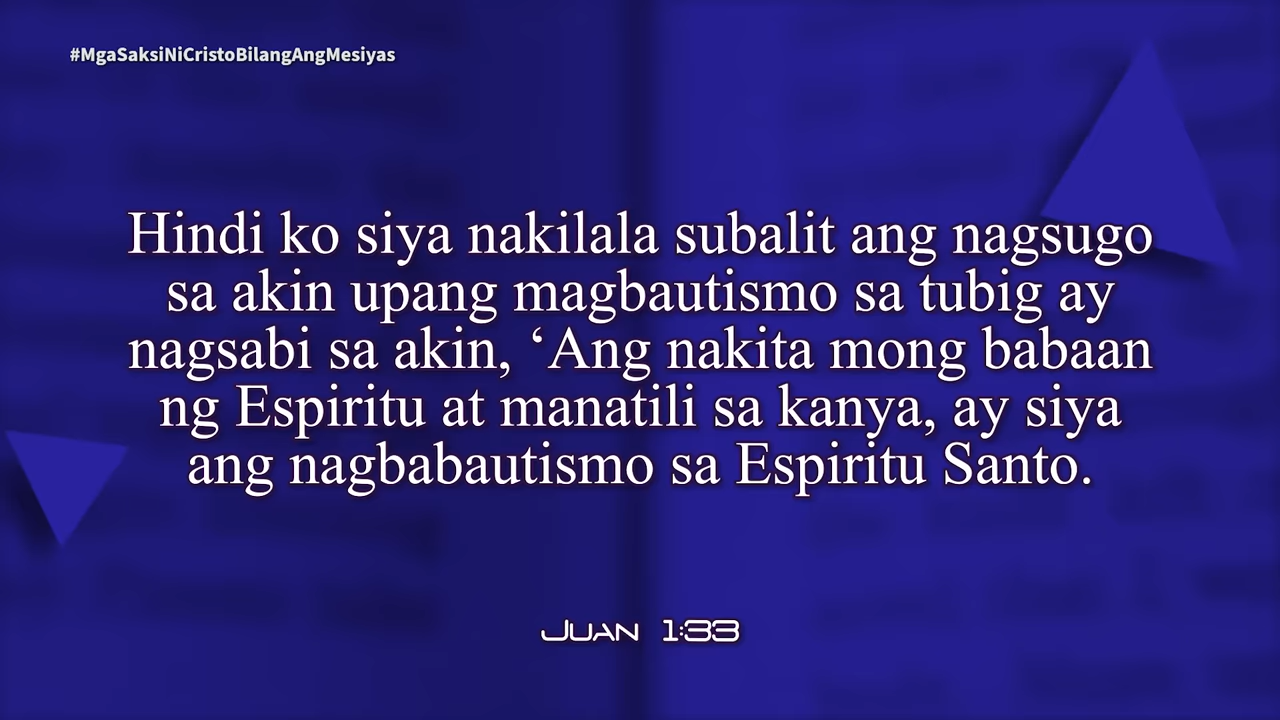 #MgaSaksiNiCristoBilangAngMesiyas
Hindi ko siya nakilala subalit ang nagsugo
sa akin upang magbautismo sa tubig ay
nagsabi sa akin, ‘Ang nakita mong babaan
ng Espiritu at manatili sa kanya, ay siya
ang nagbabautismo sa Espiritu Santo.
Juan 1:33